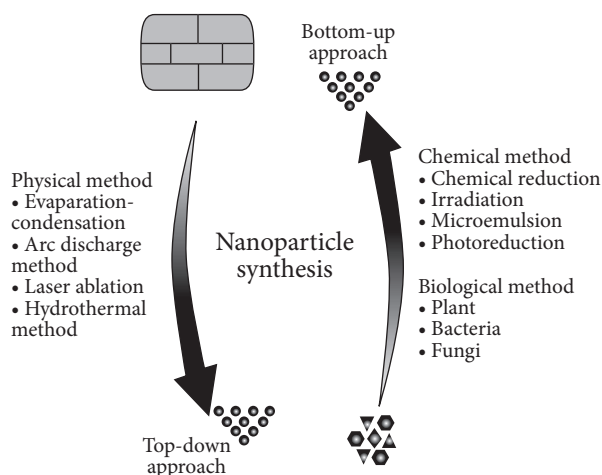 Bottom-up
approach
Physical method
• Evaparation-
condensation
• Arc discharge
method
• Laser ablation
• Hydrothermal
method
Nanoparticle
synthesis
Chemical method
• Chemical reduction
• Irradiation
• Microemulsion
• Photoreduction
Biological method
• Plant
• Bacteria
• Fungi
Top-down
approach